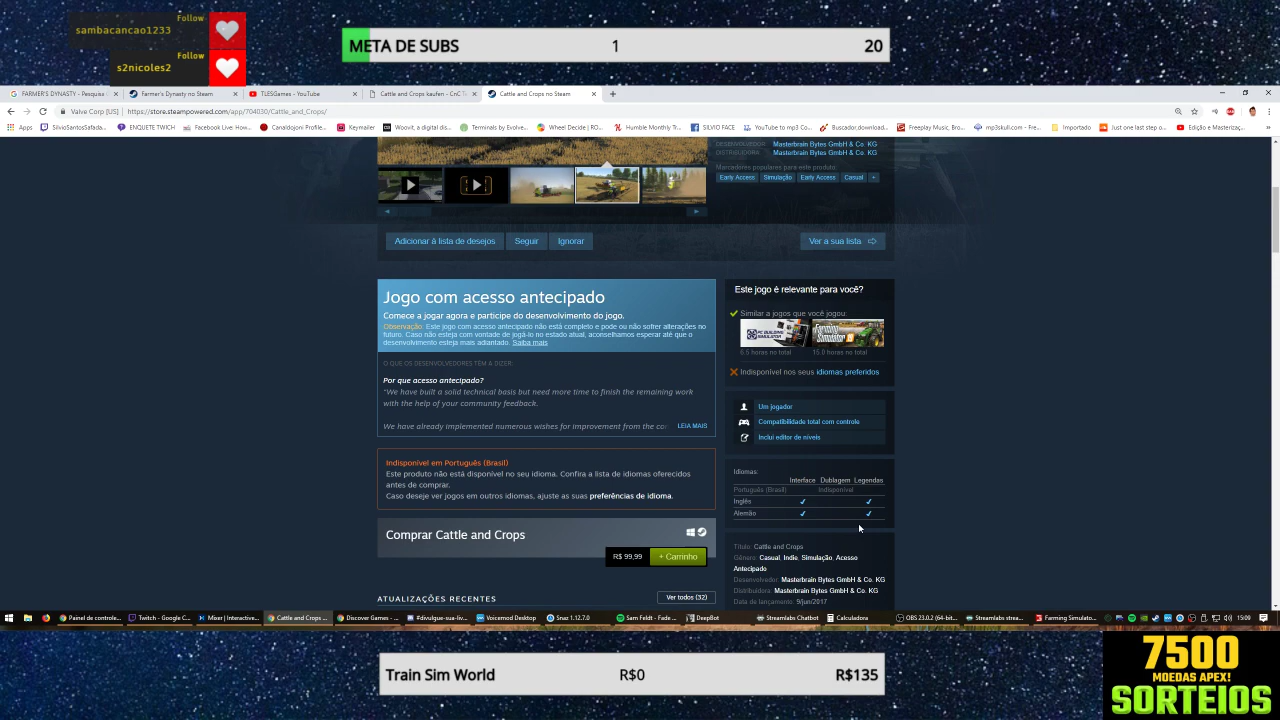 Follow
sambacancao1233
Follow
s2nicoles2
META DE SUBS 1 20
FARMER'S DYNASTY - Pesquisa
Farmer's Dynasty no Steam
TLESGames - YouTube
Cattle and Crops kaufen - CnC T
Cattle and Crops no Steam
Valve Corp [US] | https://store.steampowered.com/app/704030/Cattle_and_Crops/
Apps SilvioSantosSafada... ENQUETE TWICH Facebook Live: How... Canaldojoni Profile... Keymailer Woovit, a digital dis... Terminals by Evolve... Wheel Decide | RO... Humble Monthly Tr... SILVIO FACE YouTube to mp3 Co... Buscador,download... Freeplay Music, Bro... mp3skull.com - Fre... Importado Just one last step o... Edição e Masterizaç...
DESENVOLVEDOR: Masterbrain Bytes GmbH & Co. KG
DISTRIBUIDORA: Masterbrain Bytes GmbH & Co. KG
Marcadores populares para este produto:
Early Access Simulação Early Access Casual +
Adicionar à lista de desejos Seguir Ignorar Ver a sua lista
Jogo com acesso antecipado
Comece a jogar agora e participe do desenvolvimento do jogo.
Observação: Este jogo com acesso antecipado não está completo e pode ou não sofrer alterações no
futuro. Caso não esteja com vontade de jogá-lo no estado atual, aconselhamos esperar até que o
desenvolvimento esteja mais adiantado. Saiba mais
O QUE OS DESENVOLVEDORES TÊM A DIZER:
Por que acesso antecipado?
"We have built a solid technical basis but need more time to finish the remaining work
with the help of your community feedback.
We have already implemented numerous wishes for improvement from the co
LEIA MAIS
Indisponível em Português (Brasil)
Este produto não está disponível no seu idioma. Confira a lista de idiomas oferecidos
antes de comprar.
Caso deseje ver jogos em outros idiomas, ajuste as suas preferências de idioma.
Comprar Cattle and Crops
R$ 99,99 + Carrinho
ATUALIZAÇÕES RECENTES Ver todos (32)
Este jogo é relevante para você?
Similar a jogos que você jogou:
PC BUILDING
SIMULATOR
FARMING
SIMULATOR 19
6.5 horas no total 15.0 horas no total
Indisponível nos seus idiomas preferidos
Um jogador
Compatibilidade total com controle
Inclui editor de níveis
Idiomas:
Interface Dublagem Legendas
Português (Brasil) Indisponível
Inglês ✔ ✔
Alemão ✔ ✔
Título: Cattle and Crops
Gênero: Casual, Indie, Simulação, Acesso
Antecipado
Desenvolvedor: Masterbrain Bytes GmbH & Co. KG
Distribuidora: Masterbrain Bytes GmbH & Co. KG
Data de lançamento: 9/jun/2017
Painel de controle... Twitch - Google C... Mixer | Interactive... Cattle and Crops ... Discover Games - ... #divulgue-sua-liv... Voicemod Desktop Snaz 1.12.7.0 Sam Feldt - Fade ... DeepBot Streamlabs Chatbot Calculadora OBS 23.0.2 (64-bit... Streamlabs strea... Farming Simulato... 15:09
Train Sim World R$0 R$135
7500
MOEDAS APEX!
SORTEIOS